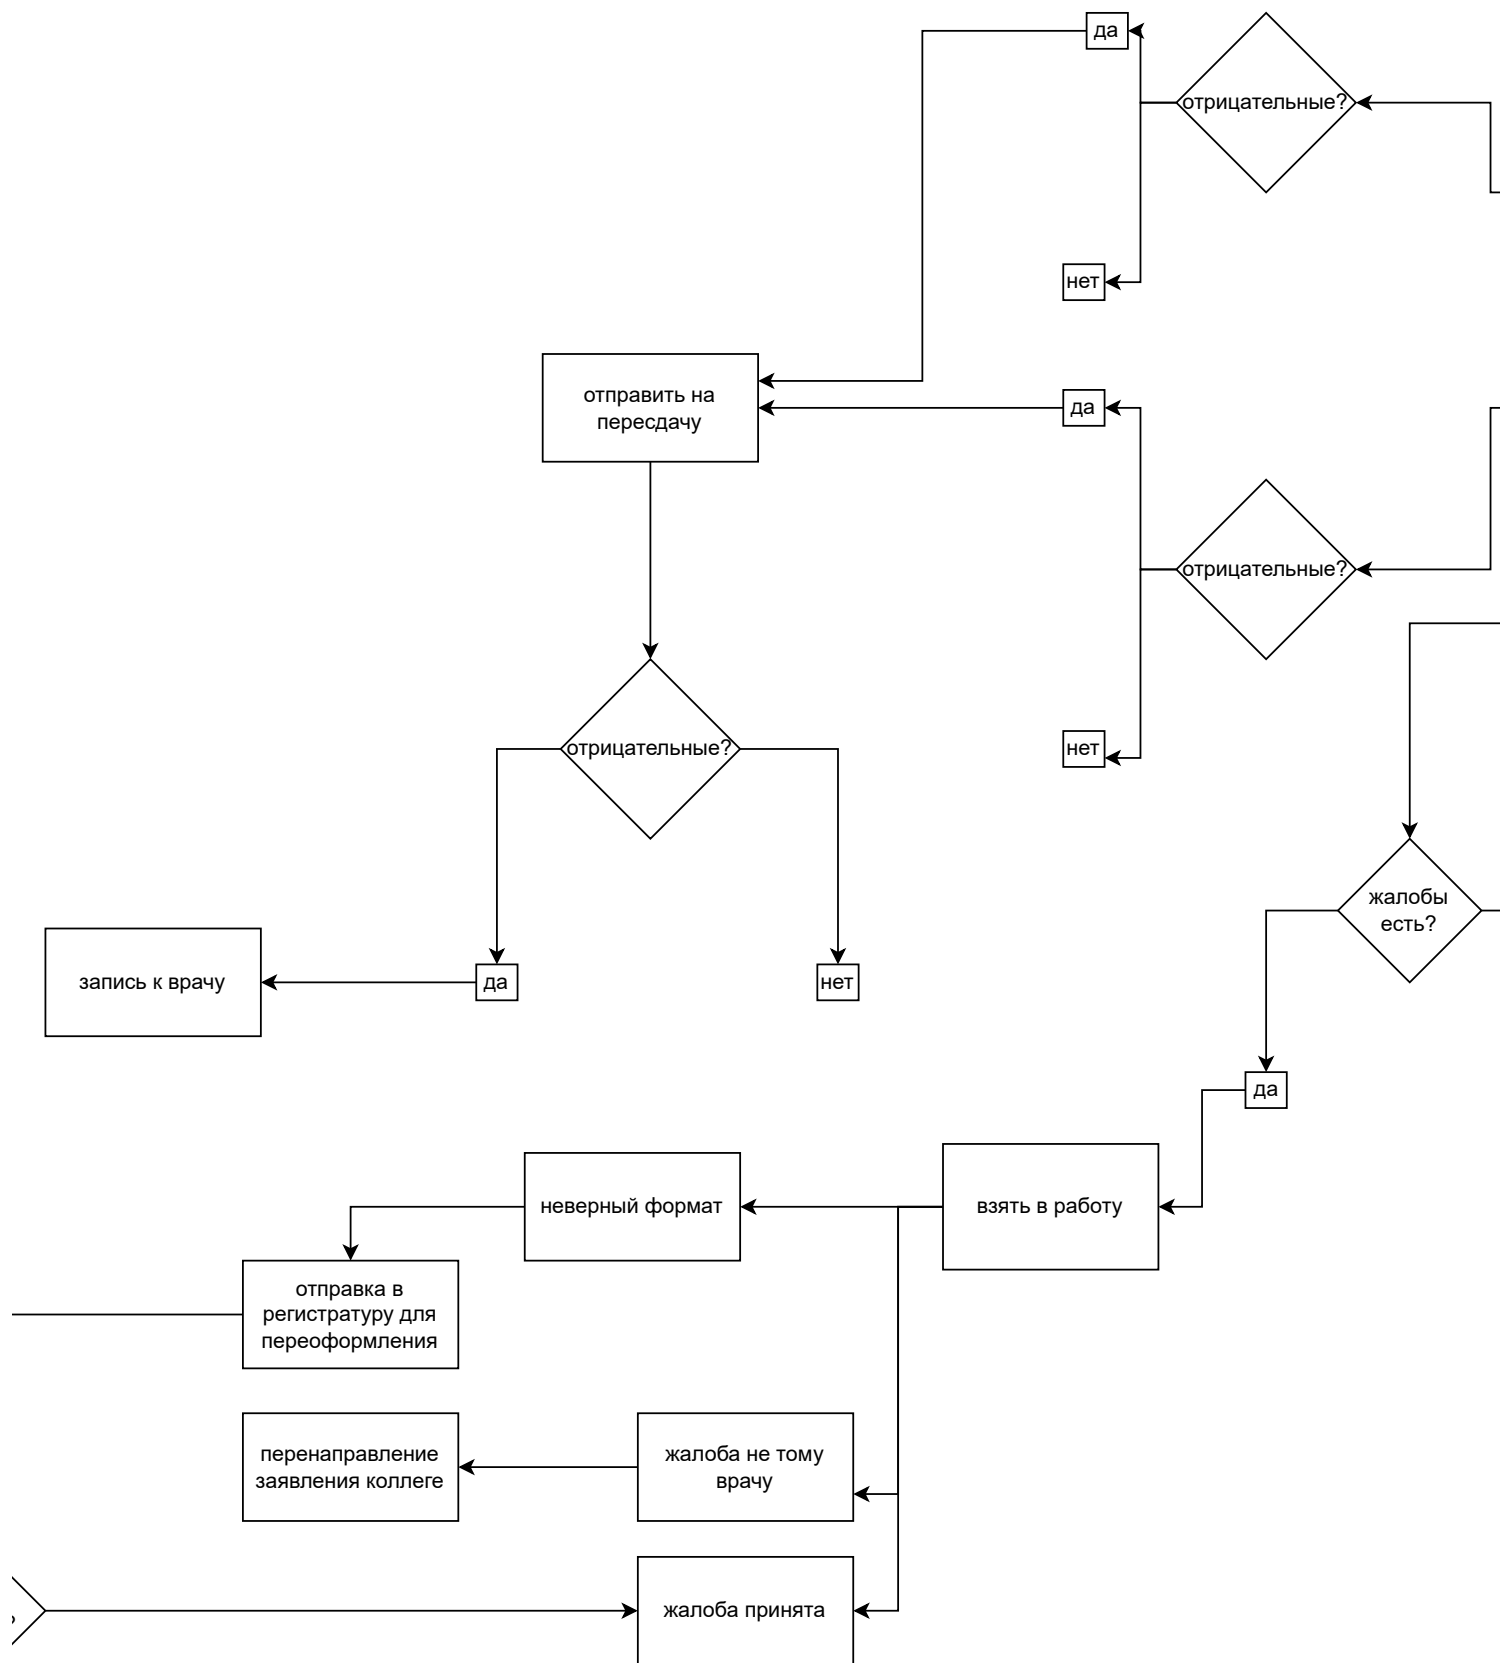 да
отрицательные?
нет
отправить на
пересдачу
да
отрицательные?
нет
отрицательные?
жалобы
есть?
запись к врачу
да
нет
да
неверный формат
взять в работу
отправка в
регистратуру для
переоформления
перенаправление
заявления коллеге
жалоба не тому
врачу
жалоба принята